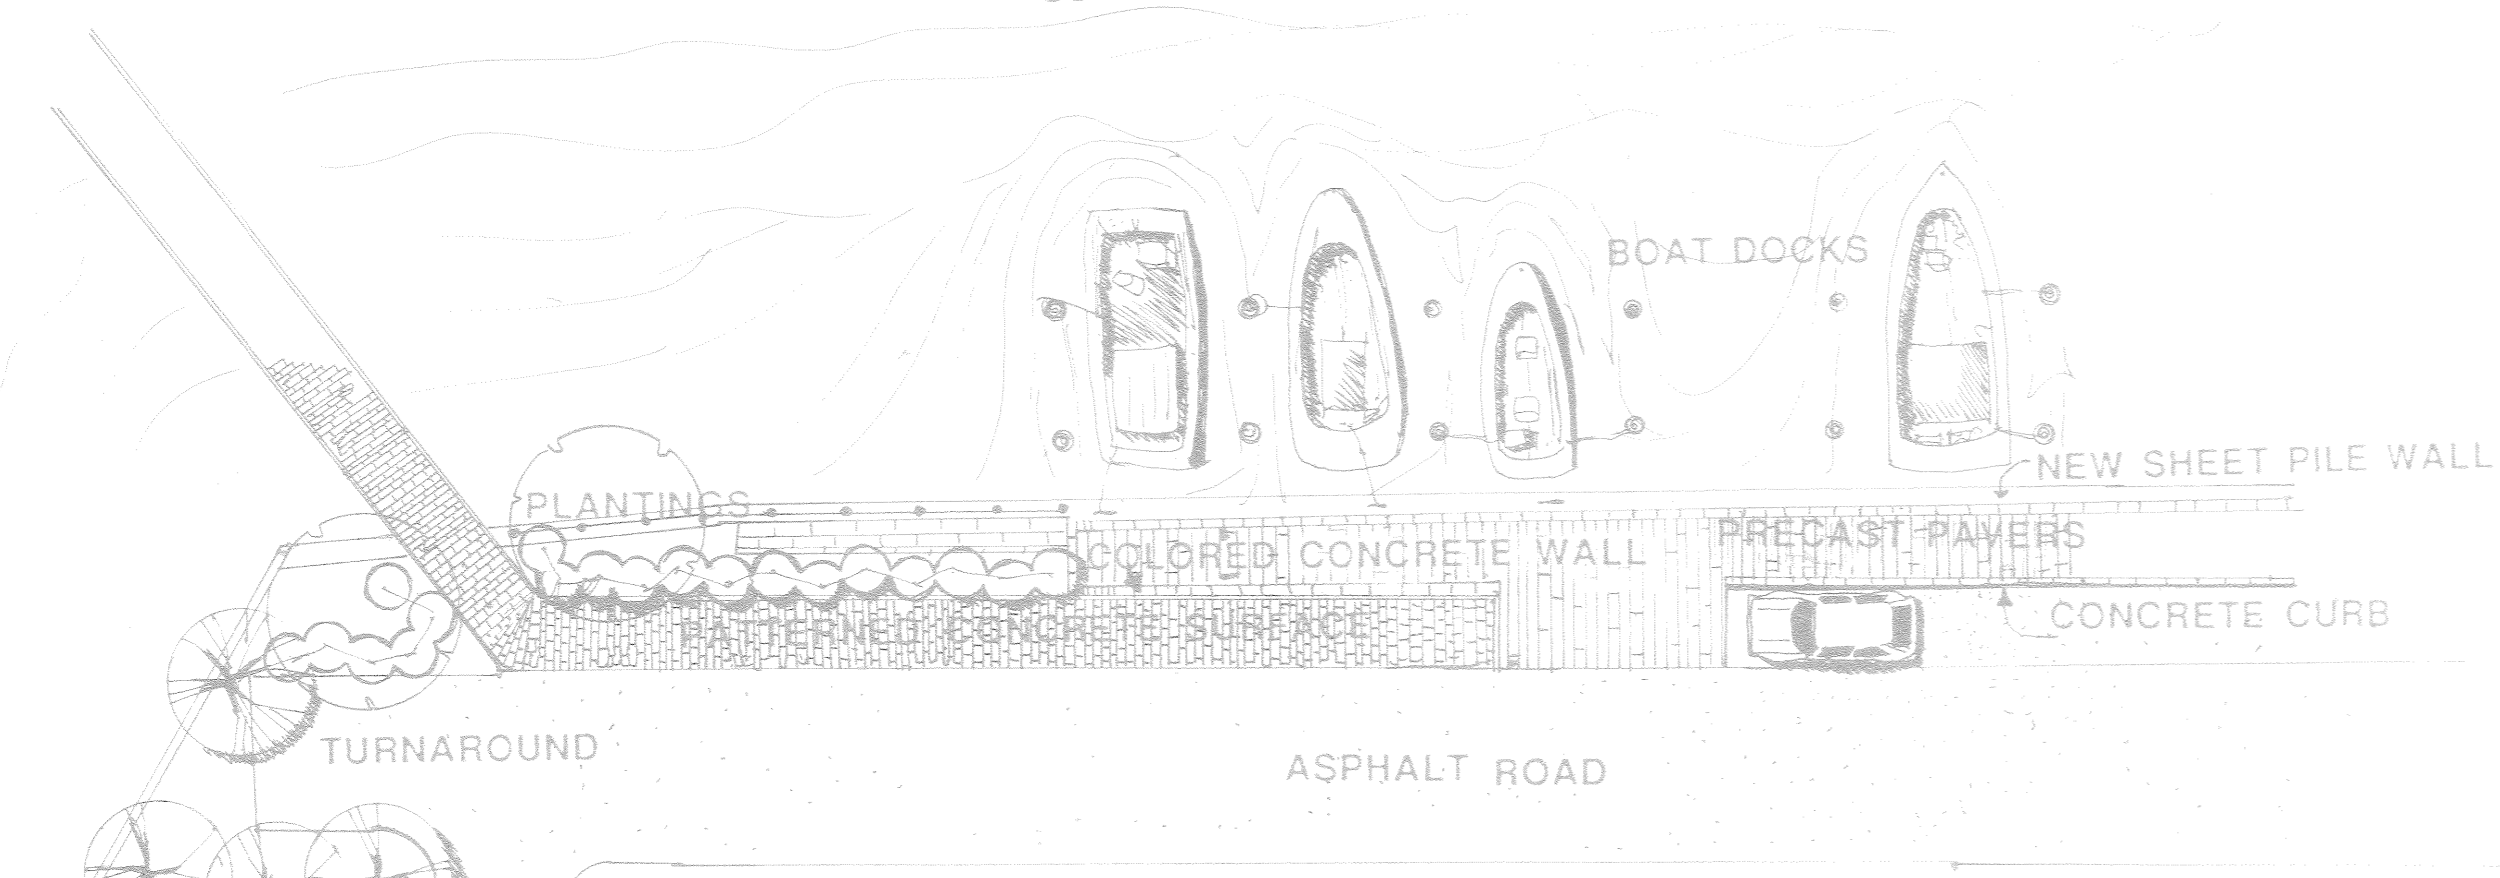 BOAT DOCKS
NEW SHEET PILE WALL
PLANTINGS
PRECAST PAVERS
COLORED CONCRETE WALL
CONCRETE CURB
PATTERNED CONCRETE SURFACE
TURNAROUND
ASPHALT ROAD